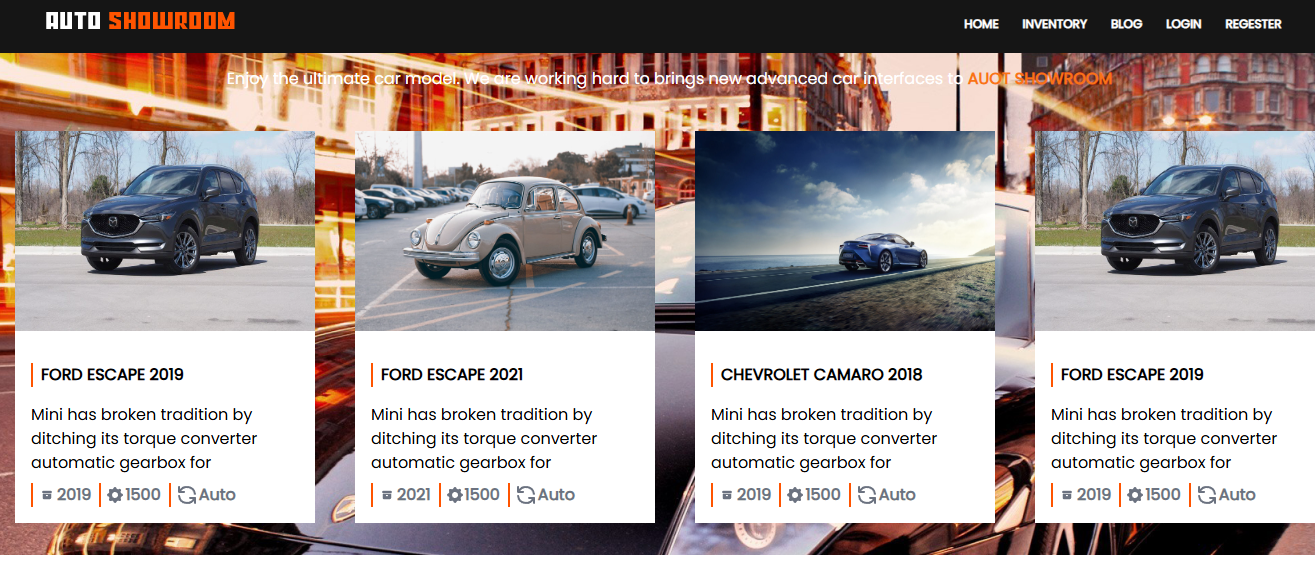 AUTO SHOWROOM
HOME INVENTORY BLOG LOGIN REGESTER
Enjoy the ultimate car model. We are working hard to brings new advanced car interfaces to AUOT SHOWROOM
FORD ESCAPE 2019
Mini has broken tradition by
ditching its torque converter
automatic gearbox for
2019 1500 Auto
FORD ESCAPE 2021
Mini has broken tradition by
ditching its torque converter
automatic gearbox for
2021 1500 Auto
CHEVROLET CAMARO 2018
Mini has broken tradition by
ditching its torque converter
automatic gearbox for
2019 1500 Auto
FORD ESCAPE 2019
Mini has broken tradition by
ditching its torque converter
automatic gearbox for
2019 1500 Auto